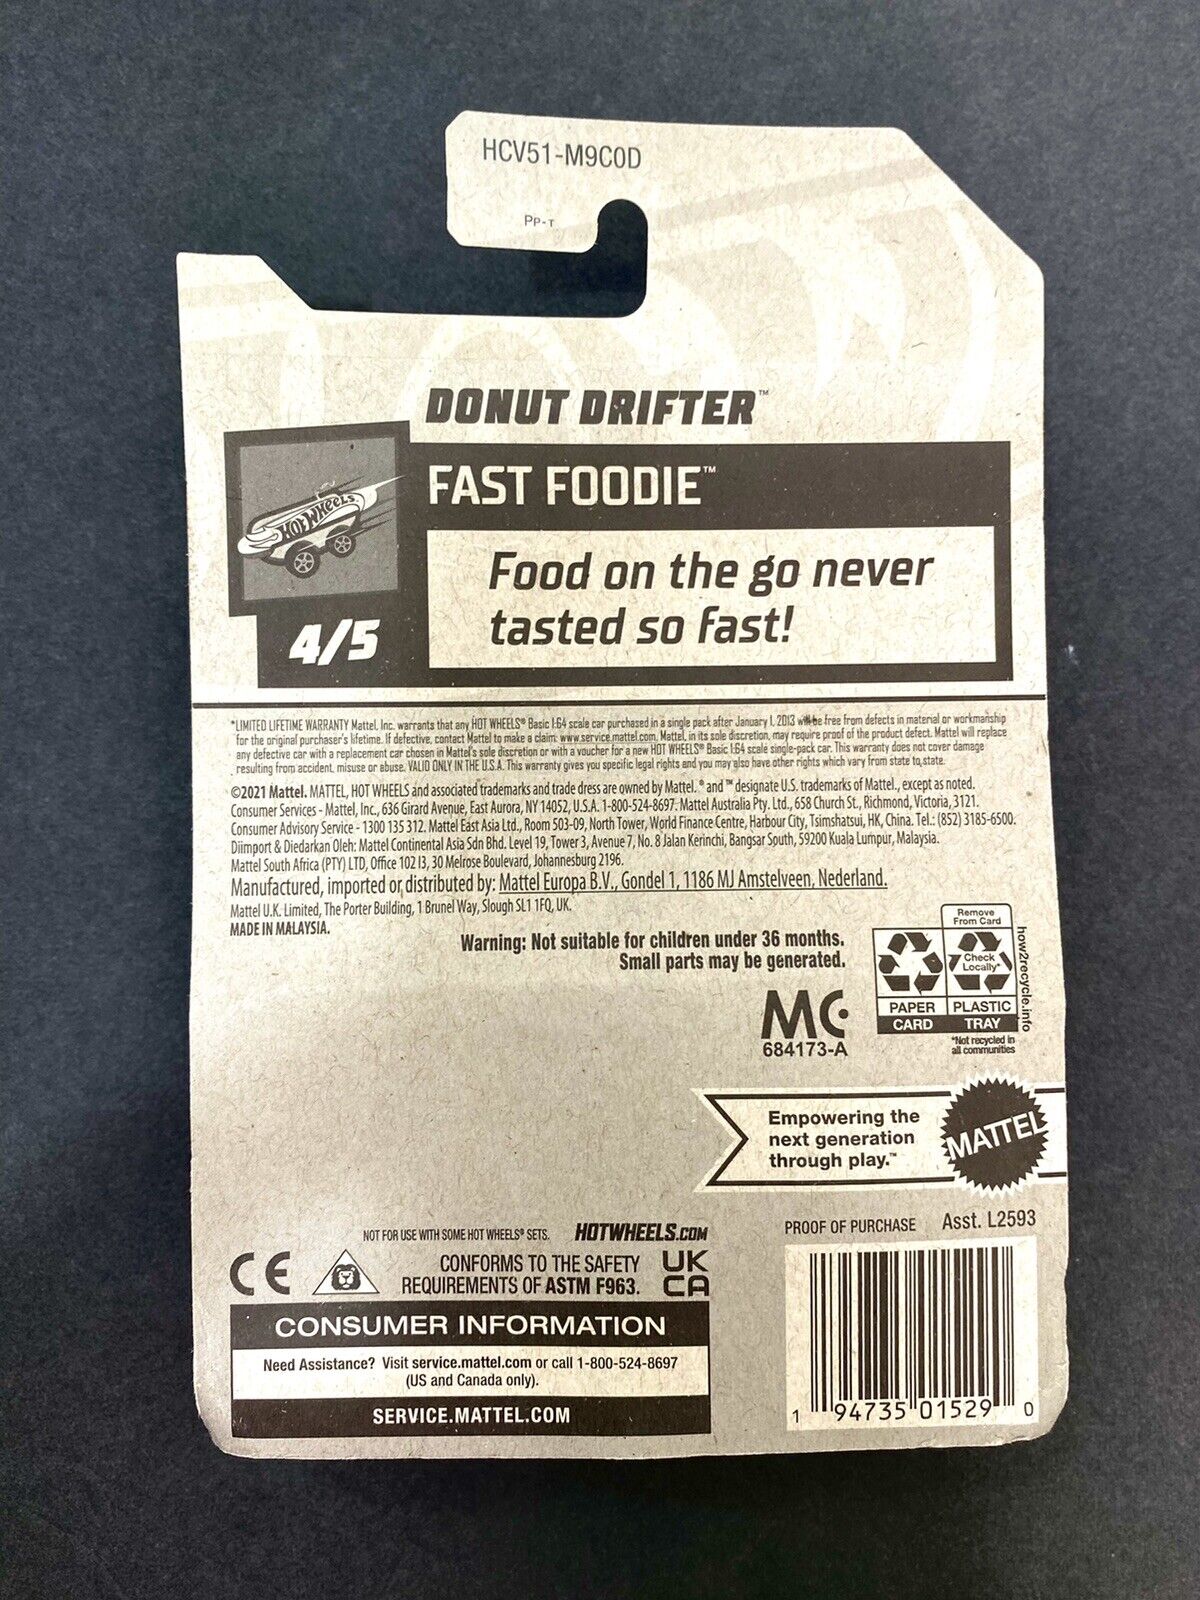 HCV51-M9C0D
PP-T
DONUT DRIFTER™
FAST FOODIE™
HOT WHEELS
4/5
Food on the go never
tasted so fast!
*LIMITED LIFETIME WARRANTY Mattel, Inc. warrants that any HOT WHEELS® Basic 1:64 scale car purchased in a single pack after January 1, 2013 will be free from defects in material or workmanship
for the original purchaser's lifetime. If defective, contact Mattel to make a claim: www.service.mattel.com. Mattel, in its sole discretion, may require proof of the product defect. Mattel will replace
any defective car with a replacement car chosen in Mattel's sole discretion or with a voucher for a new HOT WHEELS® Basic 1:64 scale single-pack car. This warranty does not cover damage
resulting from accident, misuse or abuse. VALID ONLY IN THE U.S.A. This warranty gives you specific legal rights and you may also have other rights which vary from state to state.
©2021 Mattel. MATTEL, HOT WHEELS and associated trademarks and trade dress are owned by Mattel. ® and ™ designate U.S. trademarks of Mattel., except as noted.
Consumer Services - Mattel, Inc., 636 Girard Avenue, East Aurora, NY 14052, U.S.A. 1-800-524-8697. Mattel Australia Pty. Ltd., 658 Church St., Richmond, Victoria, 3121.
Consumer Advisory Service - 1300 135 312. Mattel East Asia Ltd., Room 503-09, North Tower, World Finance Centre, Harbour City, Tsimshatsui, HK, China. Tel.: (852) 3185-6500.
Diimport & Diedarkan Oleh: Mattel Continental Asia Sdn Bhd. Level 19, Tower 3, Avenue 7, No. 8 Jalan Kerinchi, Bangsar South, 59200 Kuala Lumpur, Malaysia.
Mattel South Africa (PTY) LTD, Office 102 I3, 30 Melrose Boulevard, Johannesburg 2196.
Manufactured, imported or distributed by: Mattel Europa B.V., Gondel 1, 1186 MJ Amstelveen, Nederland.
Mattel U.K. Limited, The Porter Building, 1 Brunel Way, Slough SL1 1FQ, UK.
MADE IN MALAYSIA.
Warning: Not suitable for children under 36 months.
Small parts may be generated.
MC
684173-A
Remove
From Card
Check
Locally*
PAPER
PLASTIC
CARD
TRAY
*Not recycled in
all communities
how2recycle.info
Empowering the
next generation
through play.™
MATTEL
NOT FOR USE WITH SOME HOT WHEELS® SETS.
HOTWHEELS.COM
CE
CONFORMS TO THE SAFETY
REQUIREMENTS OF ASTM F963.
UK
CA
CONSUMER INFORMATION
Need Assistance? Visit service.mattel.com or call 1-800-524-8697
(US and Canada only).
SERVICE.MATTEL.COM
PROOF OF PURCHASE
Asst. L2593
1 94735 01529 0